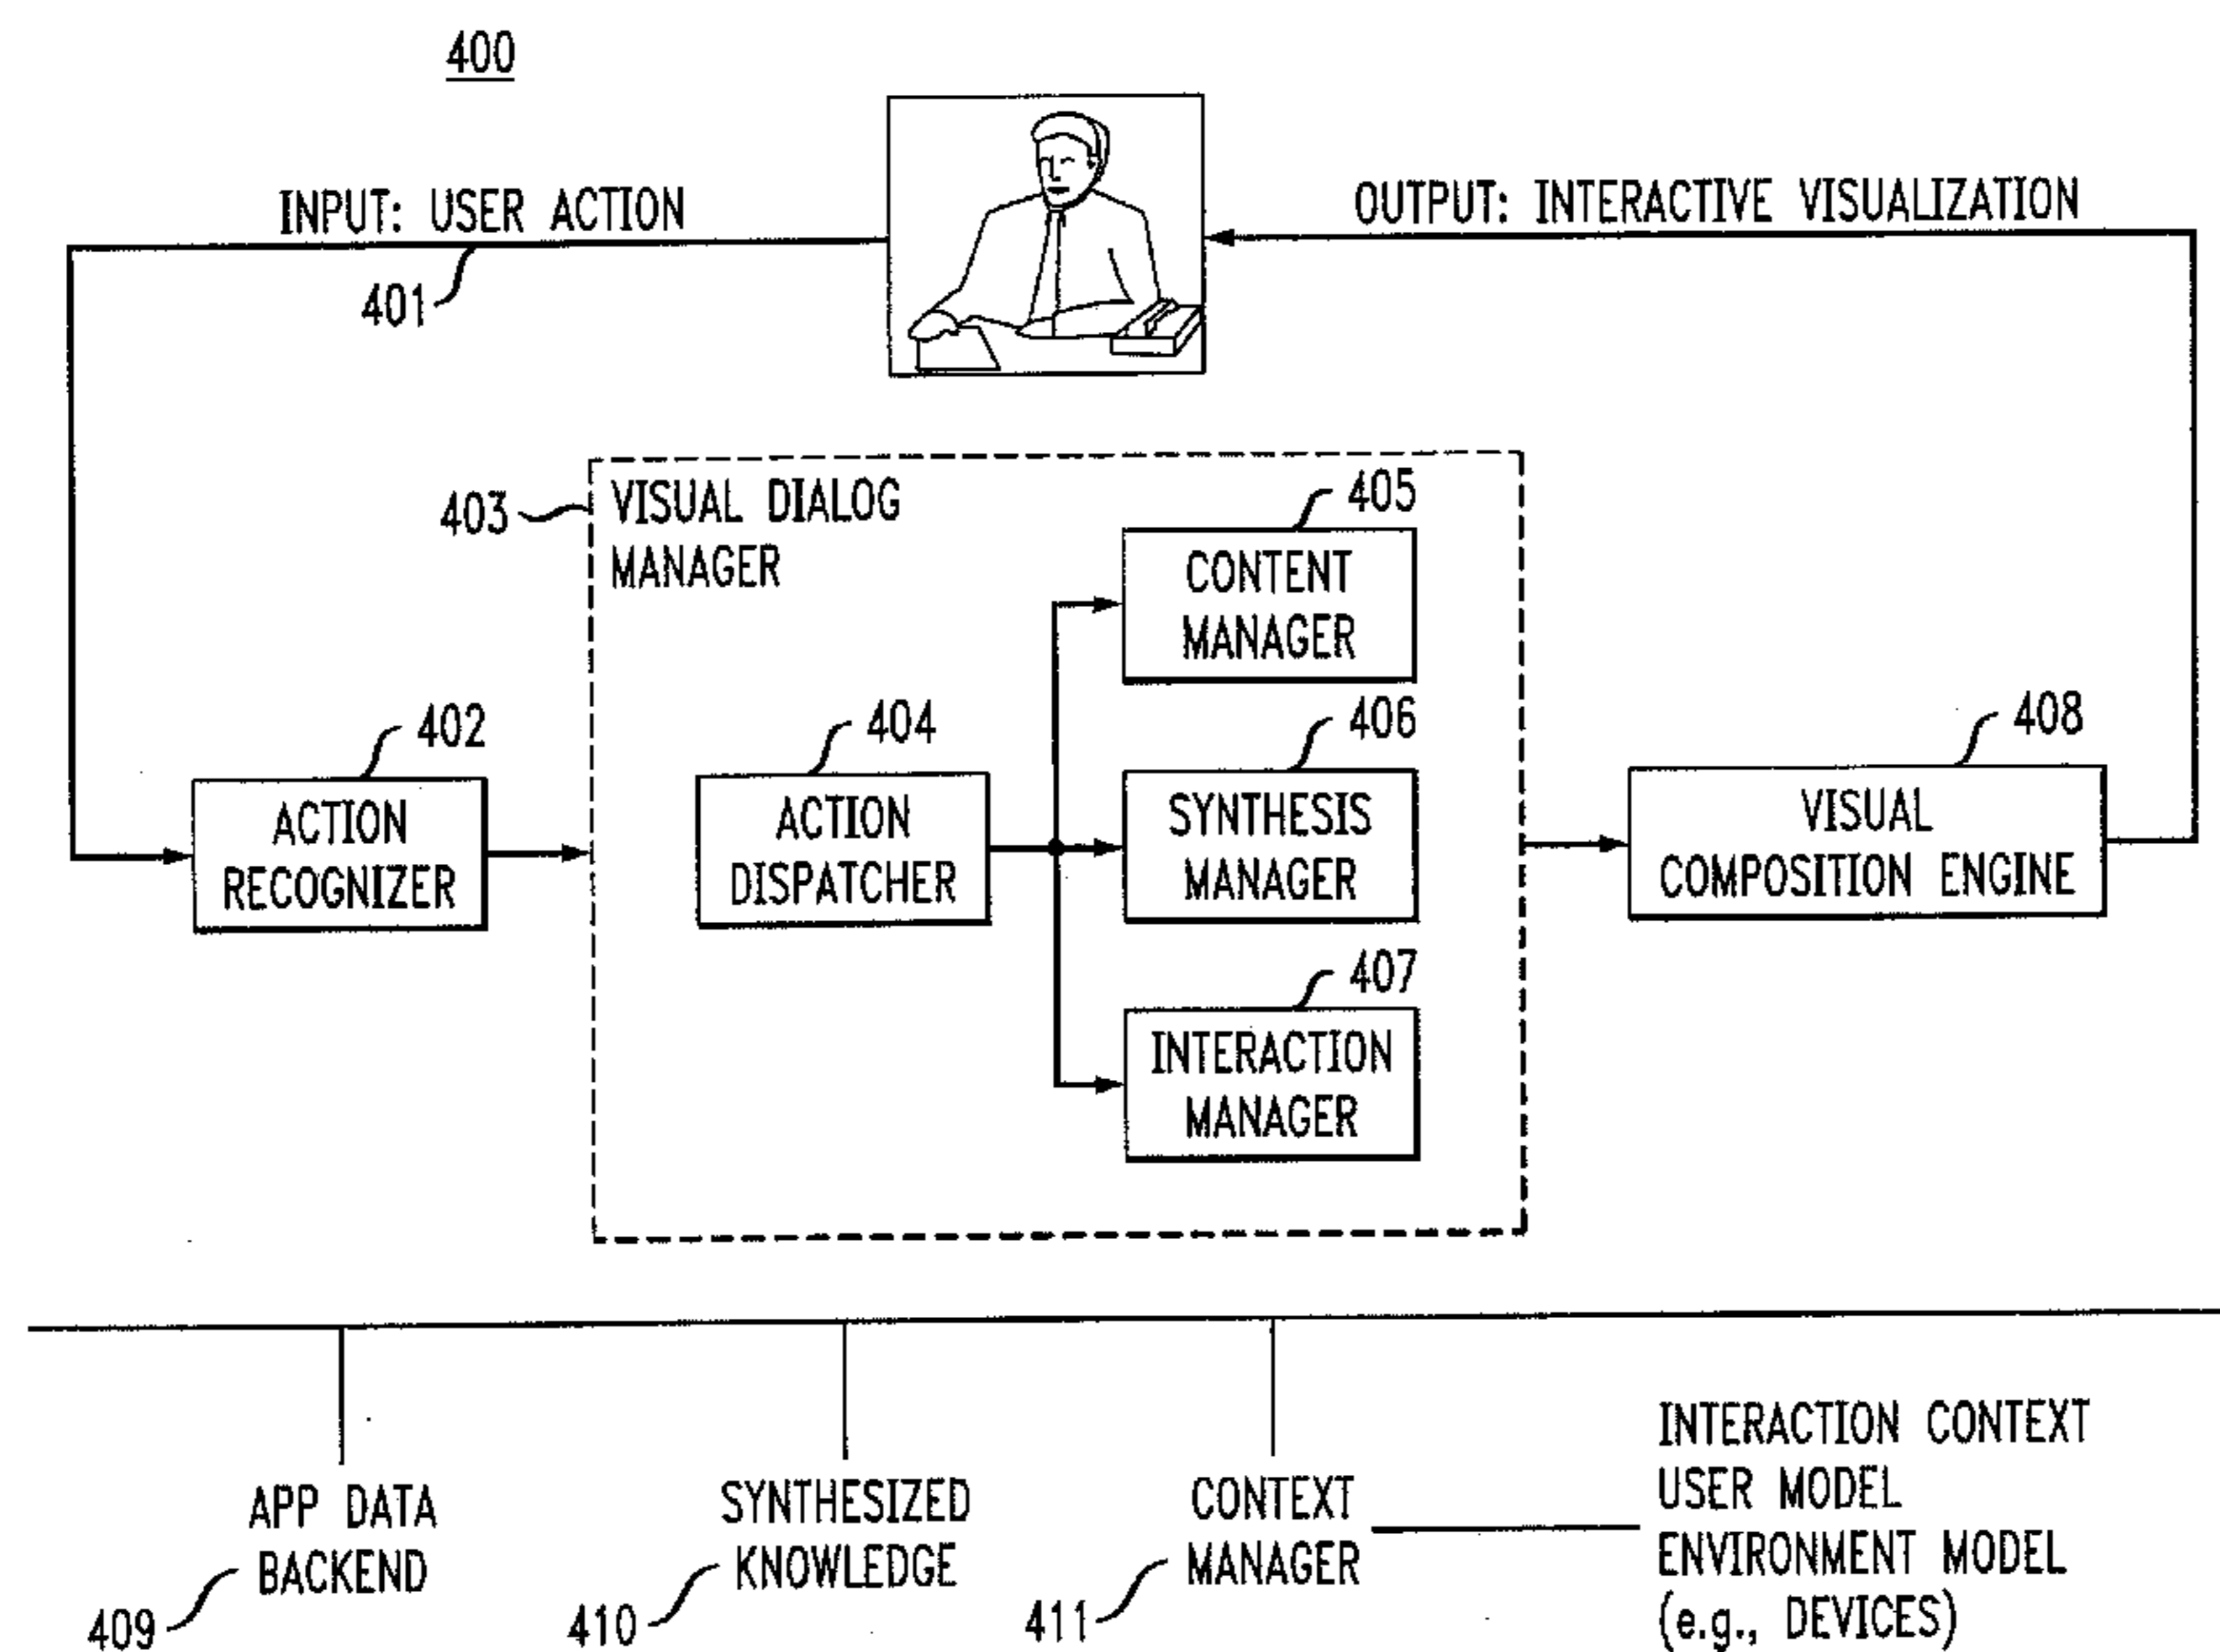 400
INPUT: USER ACTION
401
OUTPUT: INTERACTIVE VISUALIZATION
403
VISUAL DIALOG
MANAGER
405
CONTENT
MANAGER
402
ACTION
RECOGNIZER
404
ACTION
DISPATCHER
406
SYNTHESIS
MANAGER
408
VISUAL
COMPOSITION ENGINE
407
INTERACTION
MANAGER
APP DATA
BACKEND
409
SYNTHESIZED
KNOWLEDGE
410
CONTEXT
MANAGER
411
INTERACTION CONTEXT
USER MODEL
ENVIRONMENT MODEL
(e.g., DEVICES)